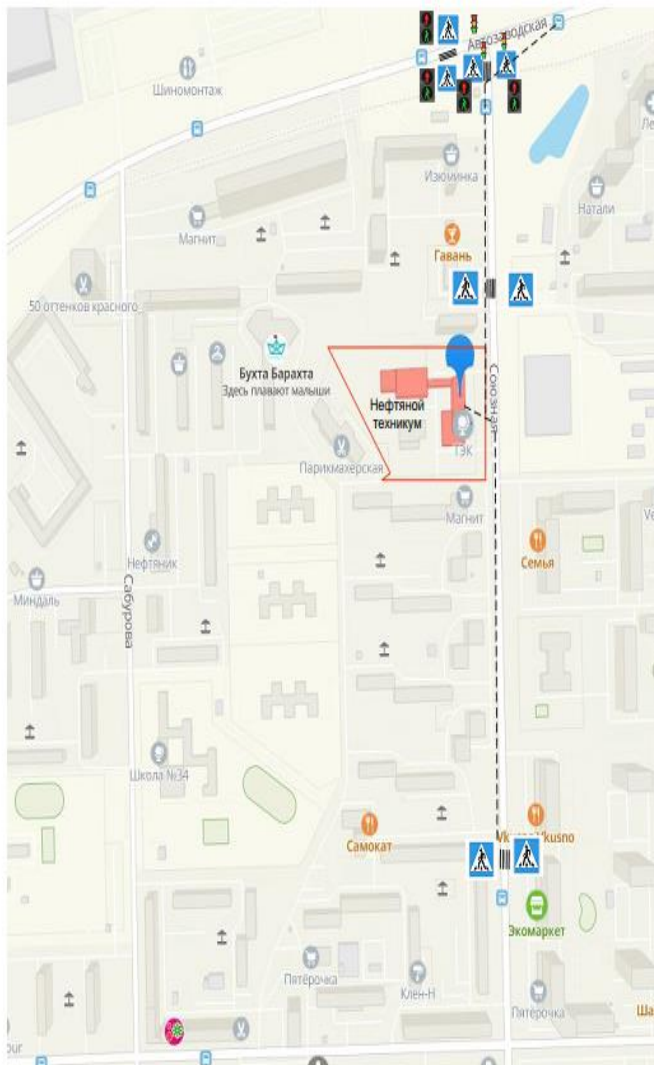 Автозаводская
Шиномонтаж
Изюминка
Натали
Магнит
Гавань
50 оттенков красного
Бухта Барахта
Здесь плавают малыши
Союзная
Нефтяной
техникум
ТЭК
Парикмахерская
Магнит
Семья
Нефтяник
Миндаль
Сабурова
Школа №34
Самокат
Экомаркет
Пятёрочка
Клен-Н
Пятёрочка